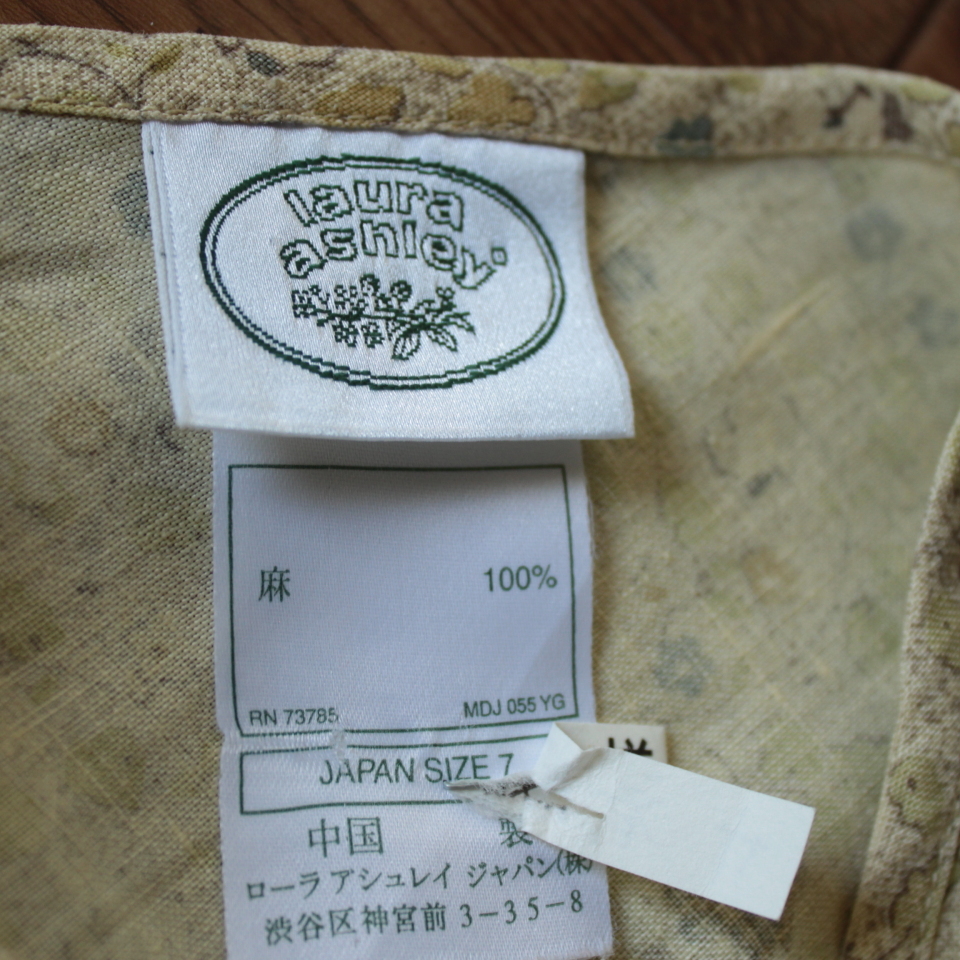 laura
ashley
麻 100%
RN 73785 MDJ 055 YG
JAPAN SIZE 7
中国 製
ローラ アシュレイ ジャパン(株)
渋谷区神宮前 3-35-8